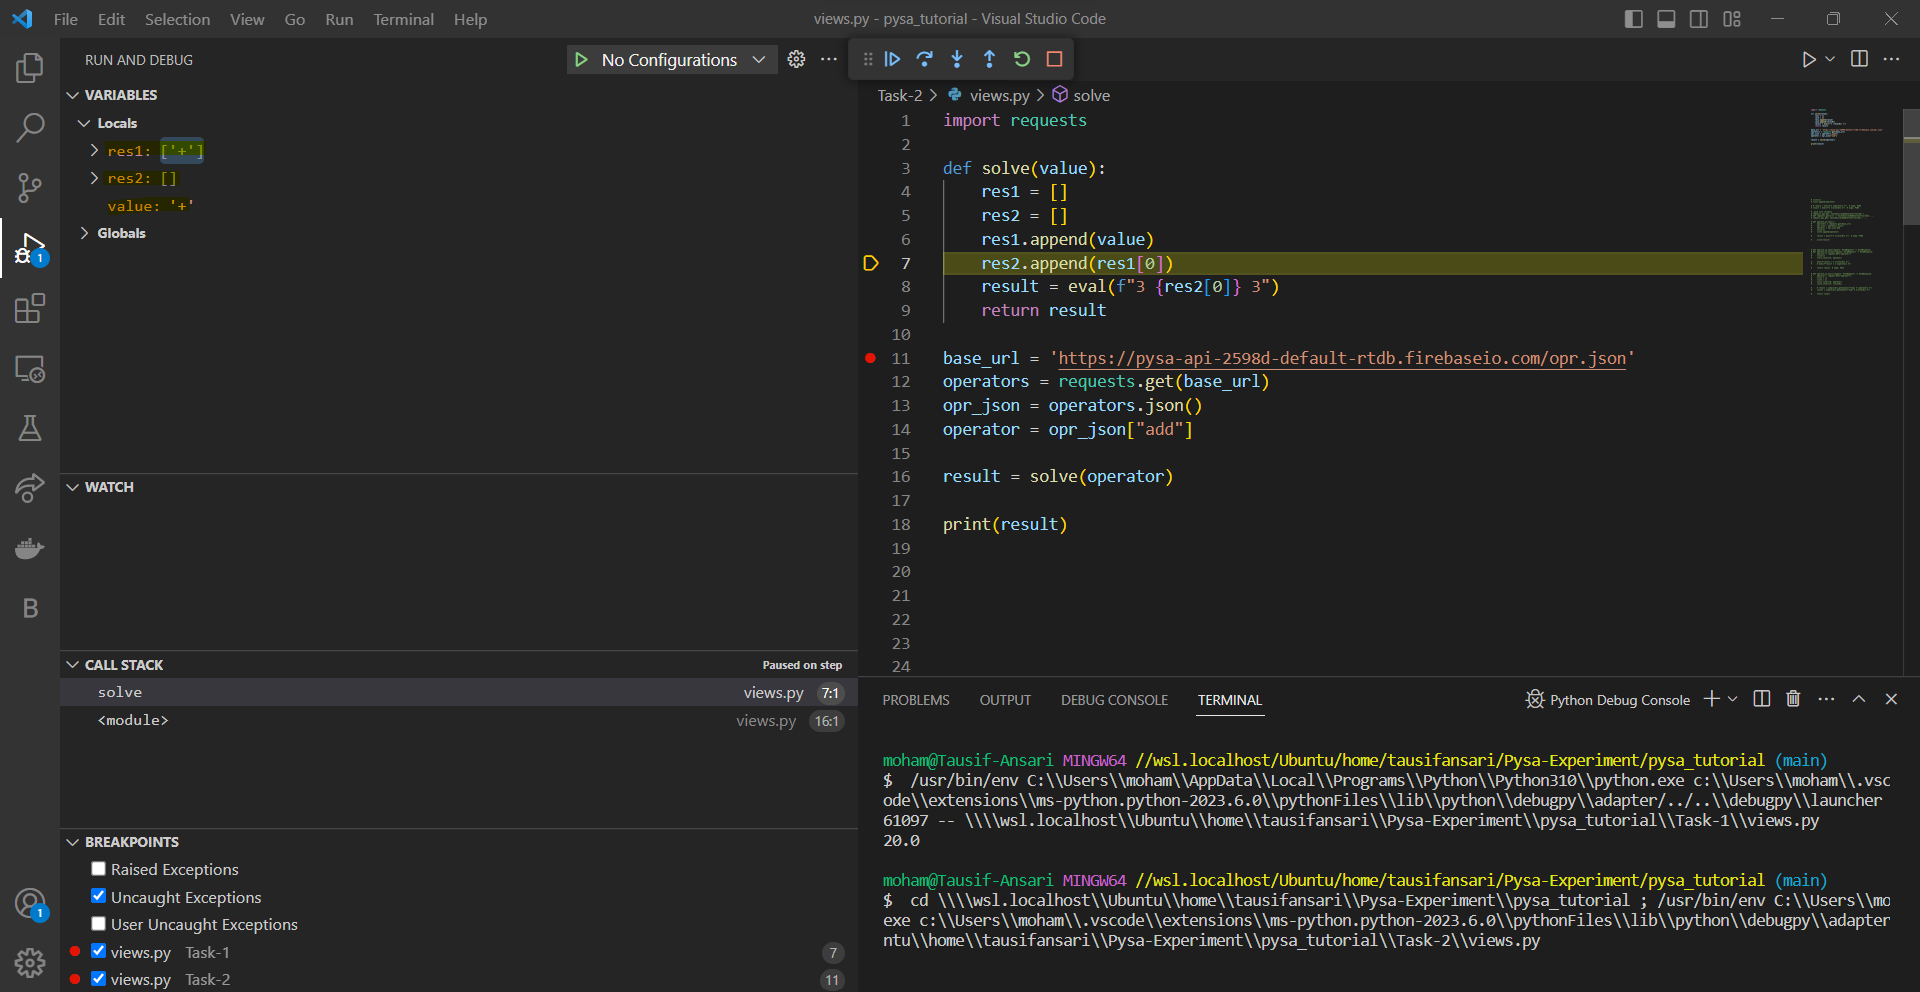 File Edit Selection View Go Run Terminal Help
views.py - pysa_tutorial - Visual Studio Code
RUN AND DEBUG
No Configurations
VARIABLES
Locals
res1: ['+']
res2: []
value: '+'
Globals
WATCH
CALL STACK
Paused on step
solve views.py 7:1
<module> views.py 16:1
BREAKPOINTS
Raised Exceptions
Uncaught Exceptions
User Uncaught Exceptions
views.py Task-1 7
views.py Task-2 11
1
B
1
Task-2 > views.py > solve
1 import requests
2
3 def solve(value):
4 res1 = []
5 res2 = []
6 res1.append(value)
7 res2.append(res1[0])
8 result = eval(f"3 {res2[0]} 3")
9 return result
10
11 base_url = 'https://pysa-api-2598d-default-rtdb.firebaseio.com/opr.json'
12 operators = requests.get(base_url)
13 opr_json = operators.json()
14 operator = opr_json["add"]
15
16 result = solve(operator)
17
18 print(result)
19
20
21
22
23
24
PROBLEMS OUTPUT DEBUG CONSOLE TERMINAL
Python Debug Console
moham@Tausif-Ansari MINGW64 //wsl.localhost/Ubuntu/home/tausifansari/Pysa-Experiment/pysa_tutorial (main)
$ /usr/bin/env C:\\Users\\moham\\AppData\\Local\\Programs\\Python\\Python310\\python.exe c:\\Users\\moham\\.vsc
ode\\extensions\\ms-python.python-2023.6.0\\pythonFiles\\lib\\python\\debugpy\\adapter/../..\\debugpy\\launcher
61097 -- \\\\wsl.localhost\\Ubuntu\\home\\tausifansari\\Pysa-Experiment\\pysa_tutorial\\Task-1\\views.py
20.0
moham@Tausif-Ansari MINGW64 //wsl.localhost/Ubuntu/home/tausifansari/Pysa-Experiment/pysa_tutorial (main)
$ cd \\\\wsl.localhost\\Ubuntu\\home\\tausifansari\\Pysa-Experiment\\pysa_tutorial ; /usr/bin/env C:\\Users\\mo
exe c:\\Users\\moham\\.vscode\\extensions\\ms-python.python-2023.6.0\\pythonFiles\\lib\\python\\debugpy\\adapter
ntu\\home\\tausifansari\\Pysa-Experiment\\pysa_tutorial\\Task-2\\views.py